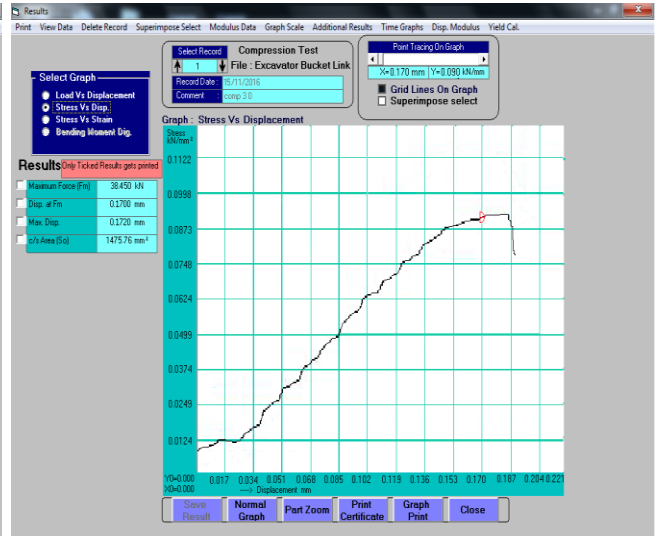 Results
Print View Data Delete Record Superimpose Select Modulus Data Graph Scale Additional Results Time Graphs Disp. Modulus Yield Cal.
Select Record Compression Test
1 File : Excavator Bucket Link
Record Date : 15/11/2016
Comment : comp 3.0
Point Tracing On Graph
X=0.170 mm Y=0.090 kN/mm
Grid Lines On Graph
Superimpose select
Select Graph
Load Vs Displacement
Stress Vs Disp.
Stress Vs Strain
Bending Moment Dig.
Results Only Ticked Results gets printed
Maximum Force (Fm) 38.450 kN
Disp. at Fm 0.1700 mm
Max. Disp. 0.1720 mm
c/s Area (So) 1475.76 mm²
Graph : Stress Vs Displacement
Stress
kN/mm²
0.1122
0.0998
0.0873
0.0748
0.0624
0.0499
0.0374
0.0249
0.0124
Y0=0.000 0.017 0.034 0.051 0.068 0.085 0.102 0.119 0.136 0.153 0.170 0.187 0.204 0.221
X0=0.000 ---> Displacement mm
Save Result Normal Graph Part Zoom Print Certificate Graph Print Close